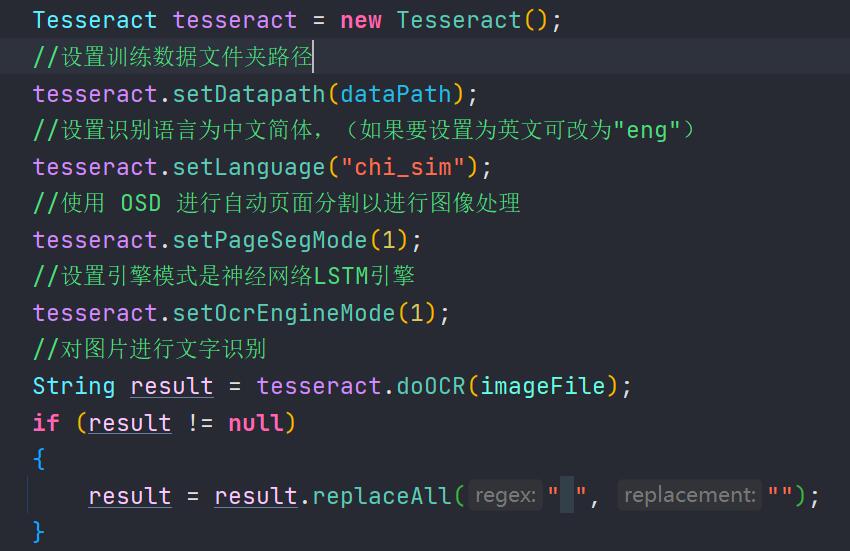 Tesseract tesseract = new Tesseract();
//设置训练数据文件夹路径
tesseract.setDatapath(dataPath);
//设置识别语言为中文简体，（如果要设置为英文可改为"eng"）
tesseract.setLanguage("chi_sim");
//使用 OSD 进行自动页面分割以进行图像处理
tesseract.setPageSegMode(1);
//设置引擎模式是神经网络LSTM引擎
tesseract.setOcrEngineMode(1);
//对图片进行文字识别
String result = tesseract.doOCR(imageFile);
if (result != null)
{
result = result.replaceAll( regex: " ", replacement: "");
}